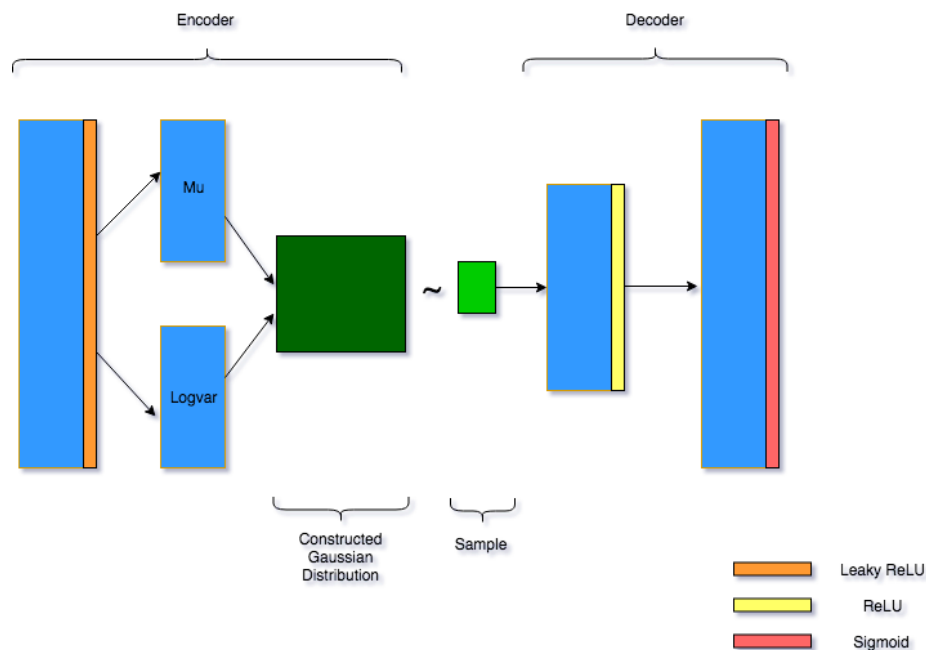 Encoder
Decoder
Mu
Logvar
~
Constructed
Gaussian
Distribution
Sample
Leaky ReLU
ReLU
Sigmoid